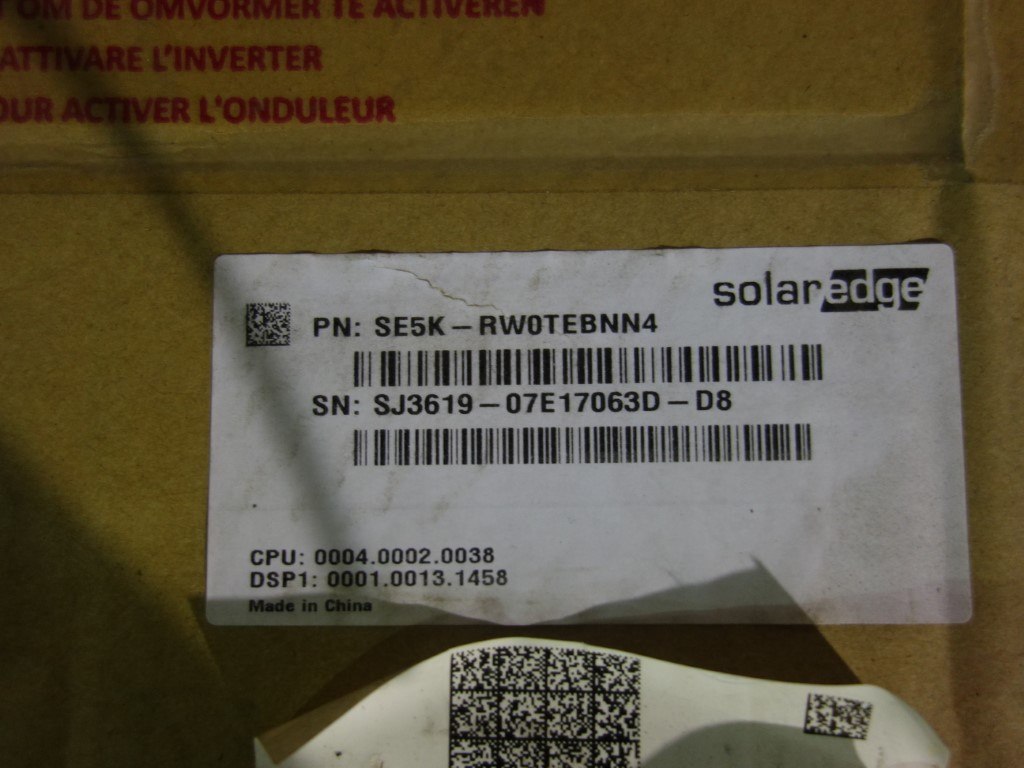 OM DE OMVORMER TE ACTIVEREN
ATTIVARE L'INVERTER
OUR ACTIVER L'ONDULEUR
solaredge
PN: SE5K–RW0TEBNN4
SN: SJ3619–07E17063D–D8
CPU: 0004.0002.0038
DSP1: 0001.0013.1458
Made in China